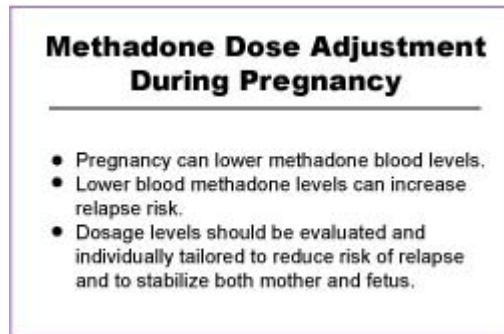 Methadone Dose Adjustment
During Pregnancy
● Pregnancy can lower methadone blood levels.
● Lower blood methadone levels can increase
relapse risk.
● Dosage levels should be evaluated and
individually tailored to reduce risk of relapse
and to stabilize both mother and fetus.